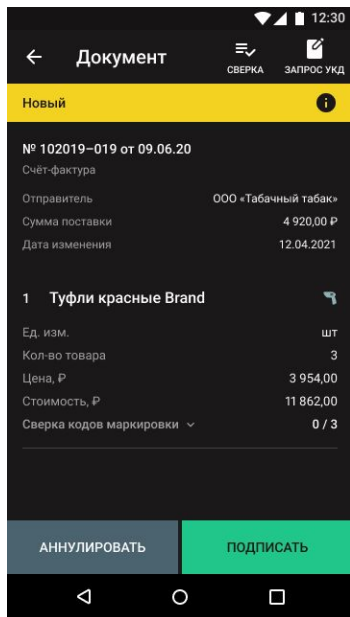 12:30
Документ
СВЕРКА
ЗАПРОС УКД
Новый
№ 102019–019 от 09.06.20
Счёт-фактура
Отправитель ООО «Табачный табак»
Сумма поставки 4 920,00 ₽
Дата изменения 12.04.2021
1 Туфли красные Brand
Ед. изм. шт
Кол-во товара 3
Цена, ₽ 3 954,00
Стоимость, ₽ 11 862,00
Сверка кодов маркировки 0 / 3
АННУЛИРОВАТЬ ПОДПИСАТЬ